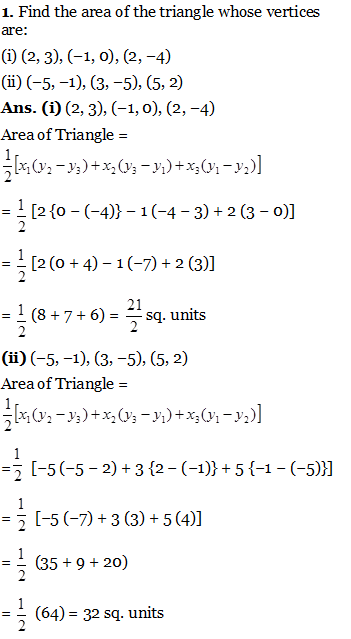 1. Find the area of the triangle whose vertices
are:
(i) (2, 3), (−1, 0), (2, −4)
(ii) (−5, −1), (3, −5), (5, 2)
Ans. (i) (2, 3), (−1, 0), (2, −4)
Area of Triangle =
1/2 [x₁(y₂ − y₃) + x₂(y₃ − y₁) + x₃(y₁ − y₂)]
= 1/2 [2 {0 − (−4)} − 1 (−4 − 3) + 2 (3 − 0)]
= 1/2 [2 (0 + 4) − 1 (−7) + 2 (3)]
= 1/2 (8 + 7 + 6) = 21/2 sq. units
(ii) (−5, −1), (3, −5), (5, 2)
Area of Triangle =
1/2 [x₁(y₂ − y₃) + x₂(y₃ − y₁) + x₃(y₁ − y₂)]
= 1/2 [−5 (−5 − 2) + 3 {2 − (−1)} + 5 {−1 − (−5)}]
= 1/2 [−5 (−7) + 3 (3) + 5 (4)]
= 1/2 (35 + 9 + 20)
= 1/2 (64) = 32 sq. units